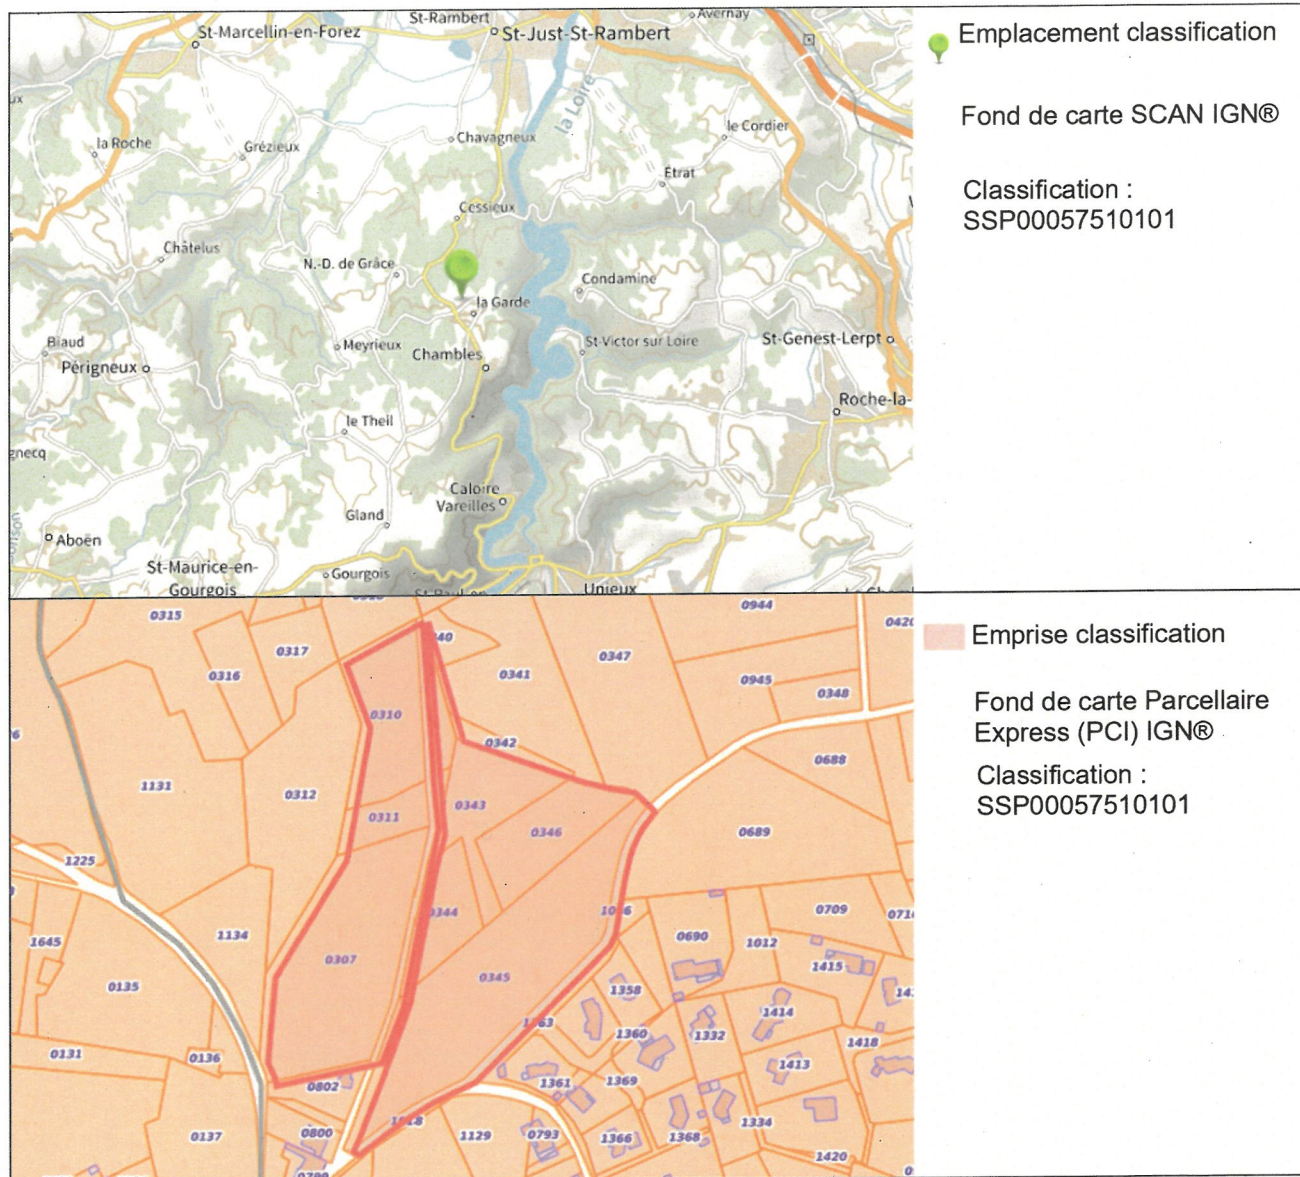 St-Rambert
Avernay
St-Marcellin-en-Forez
St-Just-St-Rambert
la Loire
Chavagneux
le Cordier
la Roche
Grézieux
Étrat
Cessieux
Châtelus
N.-D. de Grâce
Condamine
la Garde
Biaud
Meyrieux
Chambles
St-Victor sur Loire
St-Genest-Lerpt
Périgneux
Roche-la-
le Theil
gnecq
Caloire
Vareilles
Gland
Aboën
St-Maurice-en-
Gourgois
Gourgois
Unieux
Emplacement classification
Fond de carte SCAN IGN®
Classification :
SSP00057510101
0315
0944
0317
0347
0316
0341
0945
0348
0310
0342
0688
1131
0312
0343
0311
0346
0689
1225
0344
0709
1645
1134
0690
1012
0307
0345
1415
0135
1358
1414
1360
1332
1418
0131
0136
0802
1361
1369
1413
0137
0800
1129
0793
1366
1368
1334
1420
Emprise classification
Fond de carte Parcellaire
Express (PCI) IGN®
Classification :
SSP00057510101